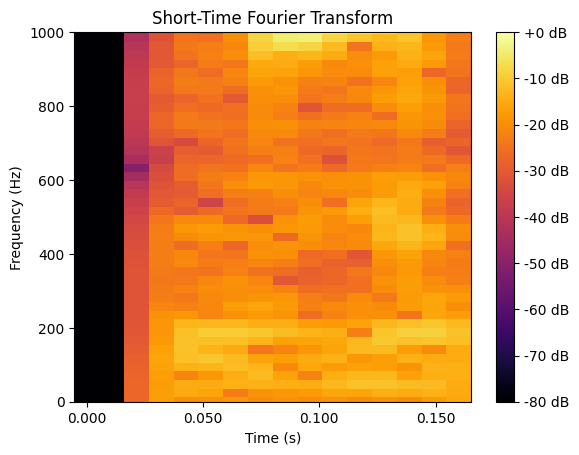 Short-Time Fourier Transform
Frequency (Hz)
1000
800
600
400
200
0
0.000
0.050
0.100
0.150
Time (s)
+0 dB
-10 dB
-20 dB
-30 dB
-40 dB
-50 dB
-60 dB
-70 dB
-80 dB